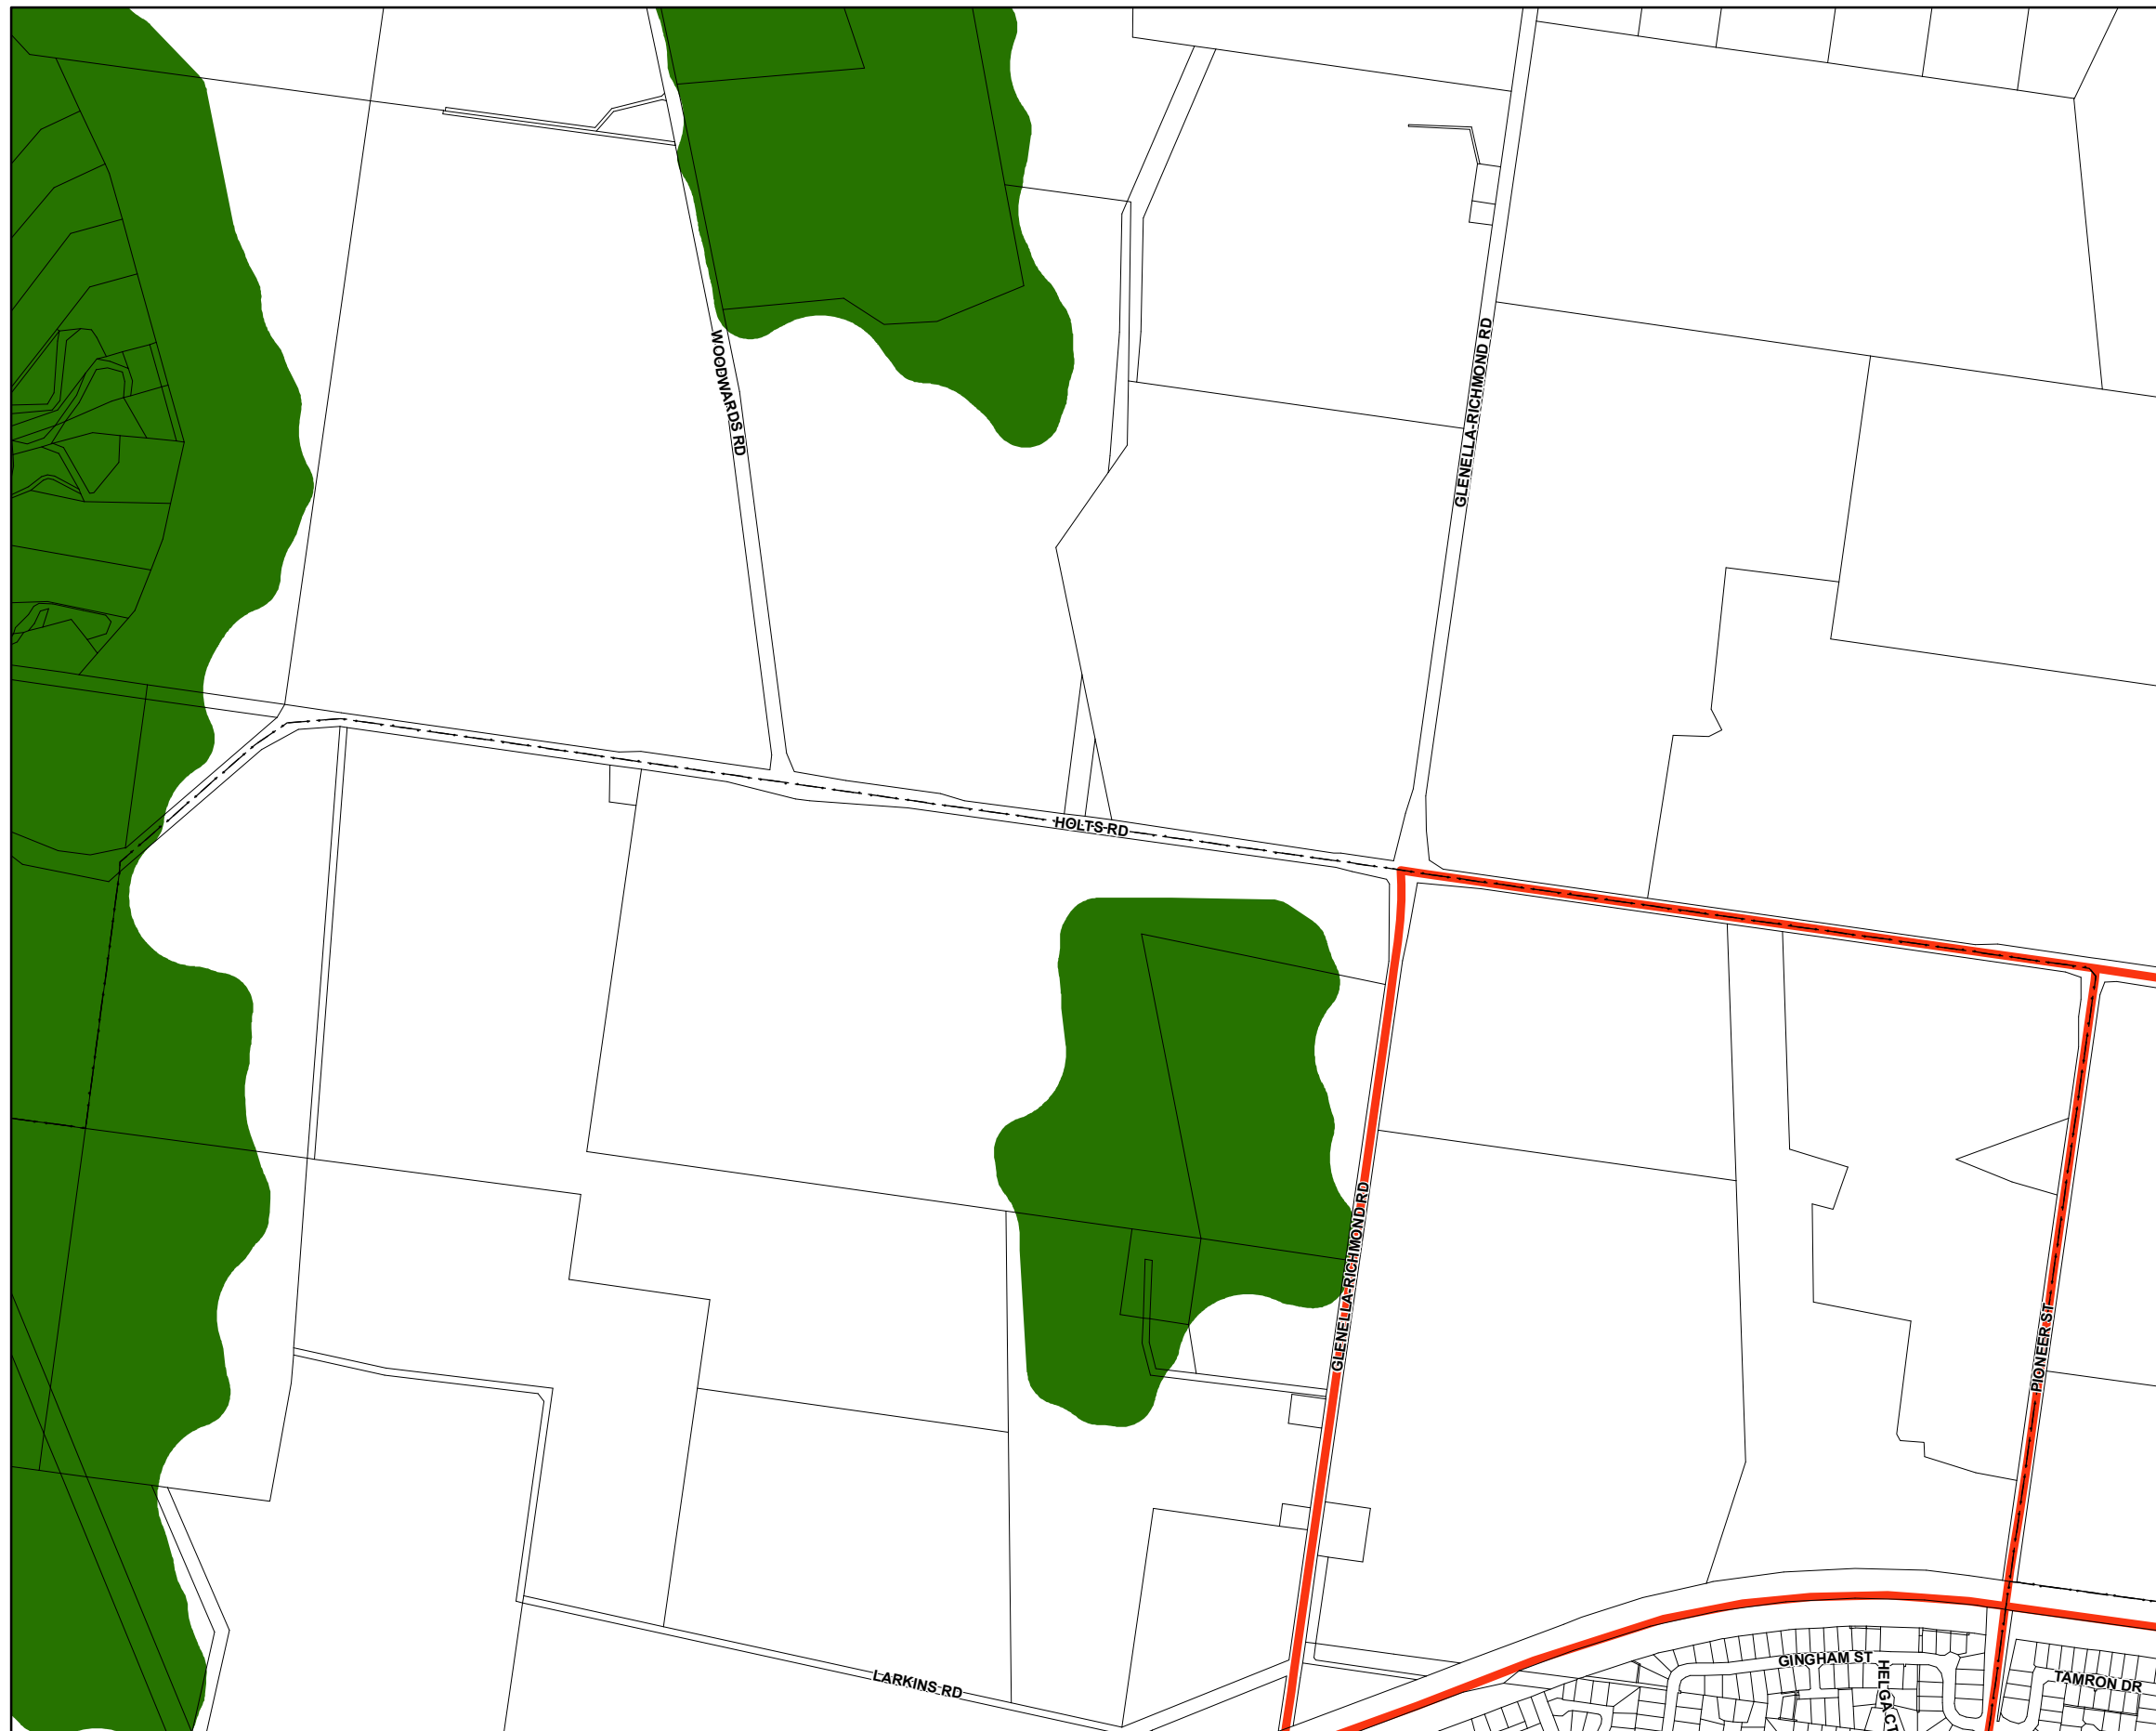 WOODWARDS RD
GLENELLA-RICHMOND RD
HOLTS RD
GLENELLA-RICHMOND RD
PIONEER ST
LARKINS RD
GINGHAM ST
HELGA CT
TAMRON DR